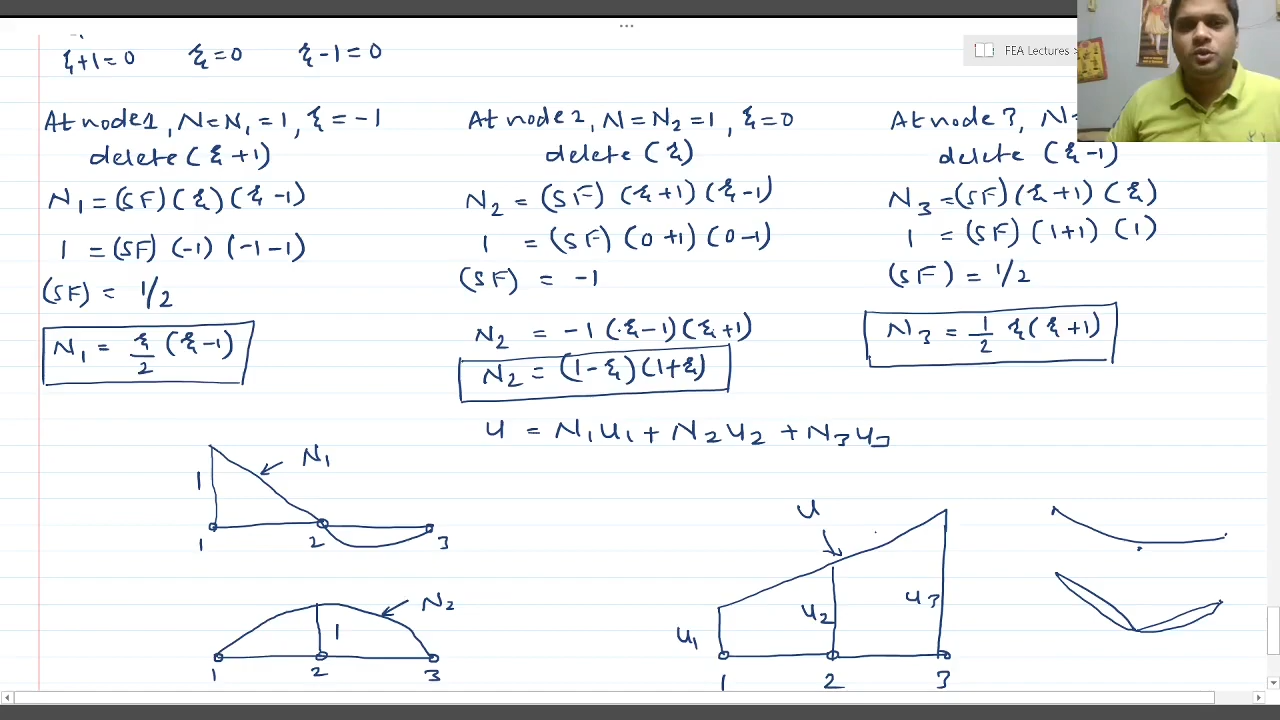 FEA Lectures >
ξ+1=0 ξ=0 ξ-1=0
At node 1, N=N₁=1, ξ=-1
delete (ξ+1)
N₁ = (SF)(ξ)(ξ-1)
1 = (SF)(-1)(-1-1)
(SF) = 1/2
N₁ = ξ/2 (ξ-1)
At node 2, N=N₂=1, ξ=0
delete (ξ)
N₂ = (SF)(ξ+1)(ξ-1)
1 = (SF)(0+1)(0-1)
(SF) = -1
N₂ = -1(ξ-1)(ξ+1)
N₂ = (1-ξ)(1+ξ)
At node 3, N=
delete (ξ-1)
N₃=(SF)(ξ+1)(ξ)
1 = (SF)(1+1)(1)
(SF) = 1/2
N₃ = 1/2 ξ(ξ+1)
u = N₁u₁ + N₂u₂ + N₃u₃
N₁
1
1 2 3
N₂
1
1 2 3
u
u₁ u₂ u₃
1 2 3